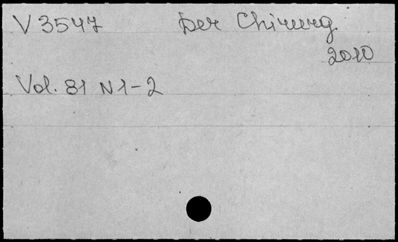 V 3547 Der Chirurg
2010
Vol. 81 N 1-2